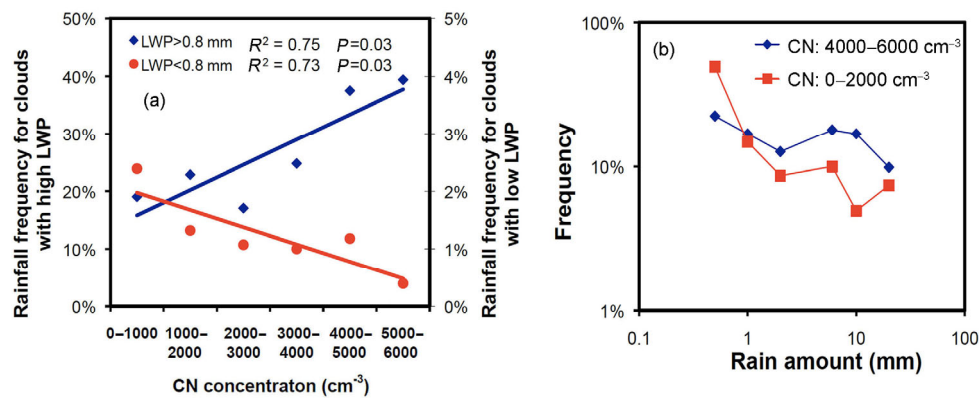 50%
40%
30%
20%
10%
0%
Rainfall frequency for clouds
with high LWP
LWP>0.8 mm R² = 0.75 P=0.03
LWP<0.8 mm R² = 0.73 P=0.03
(a)
5%
4%
3%
2%
1%
0%
Rainfall frequency for clouds
with low LWP
0–1000 1000– 2000– 3000– 4000– 5000–
2000 3000 4000 5000 6000
CN concentraton (cm⁻³)
100%
10%
1%
Frequency
(b)
CN: 4000–6000 cm⁻³
CN: 0–2000 cm⁻³
0.1 1 10 100
Rain amount (mm)